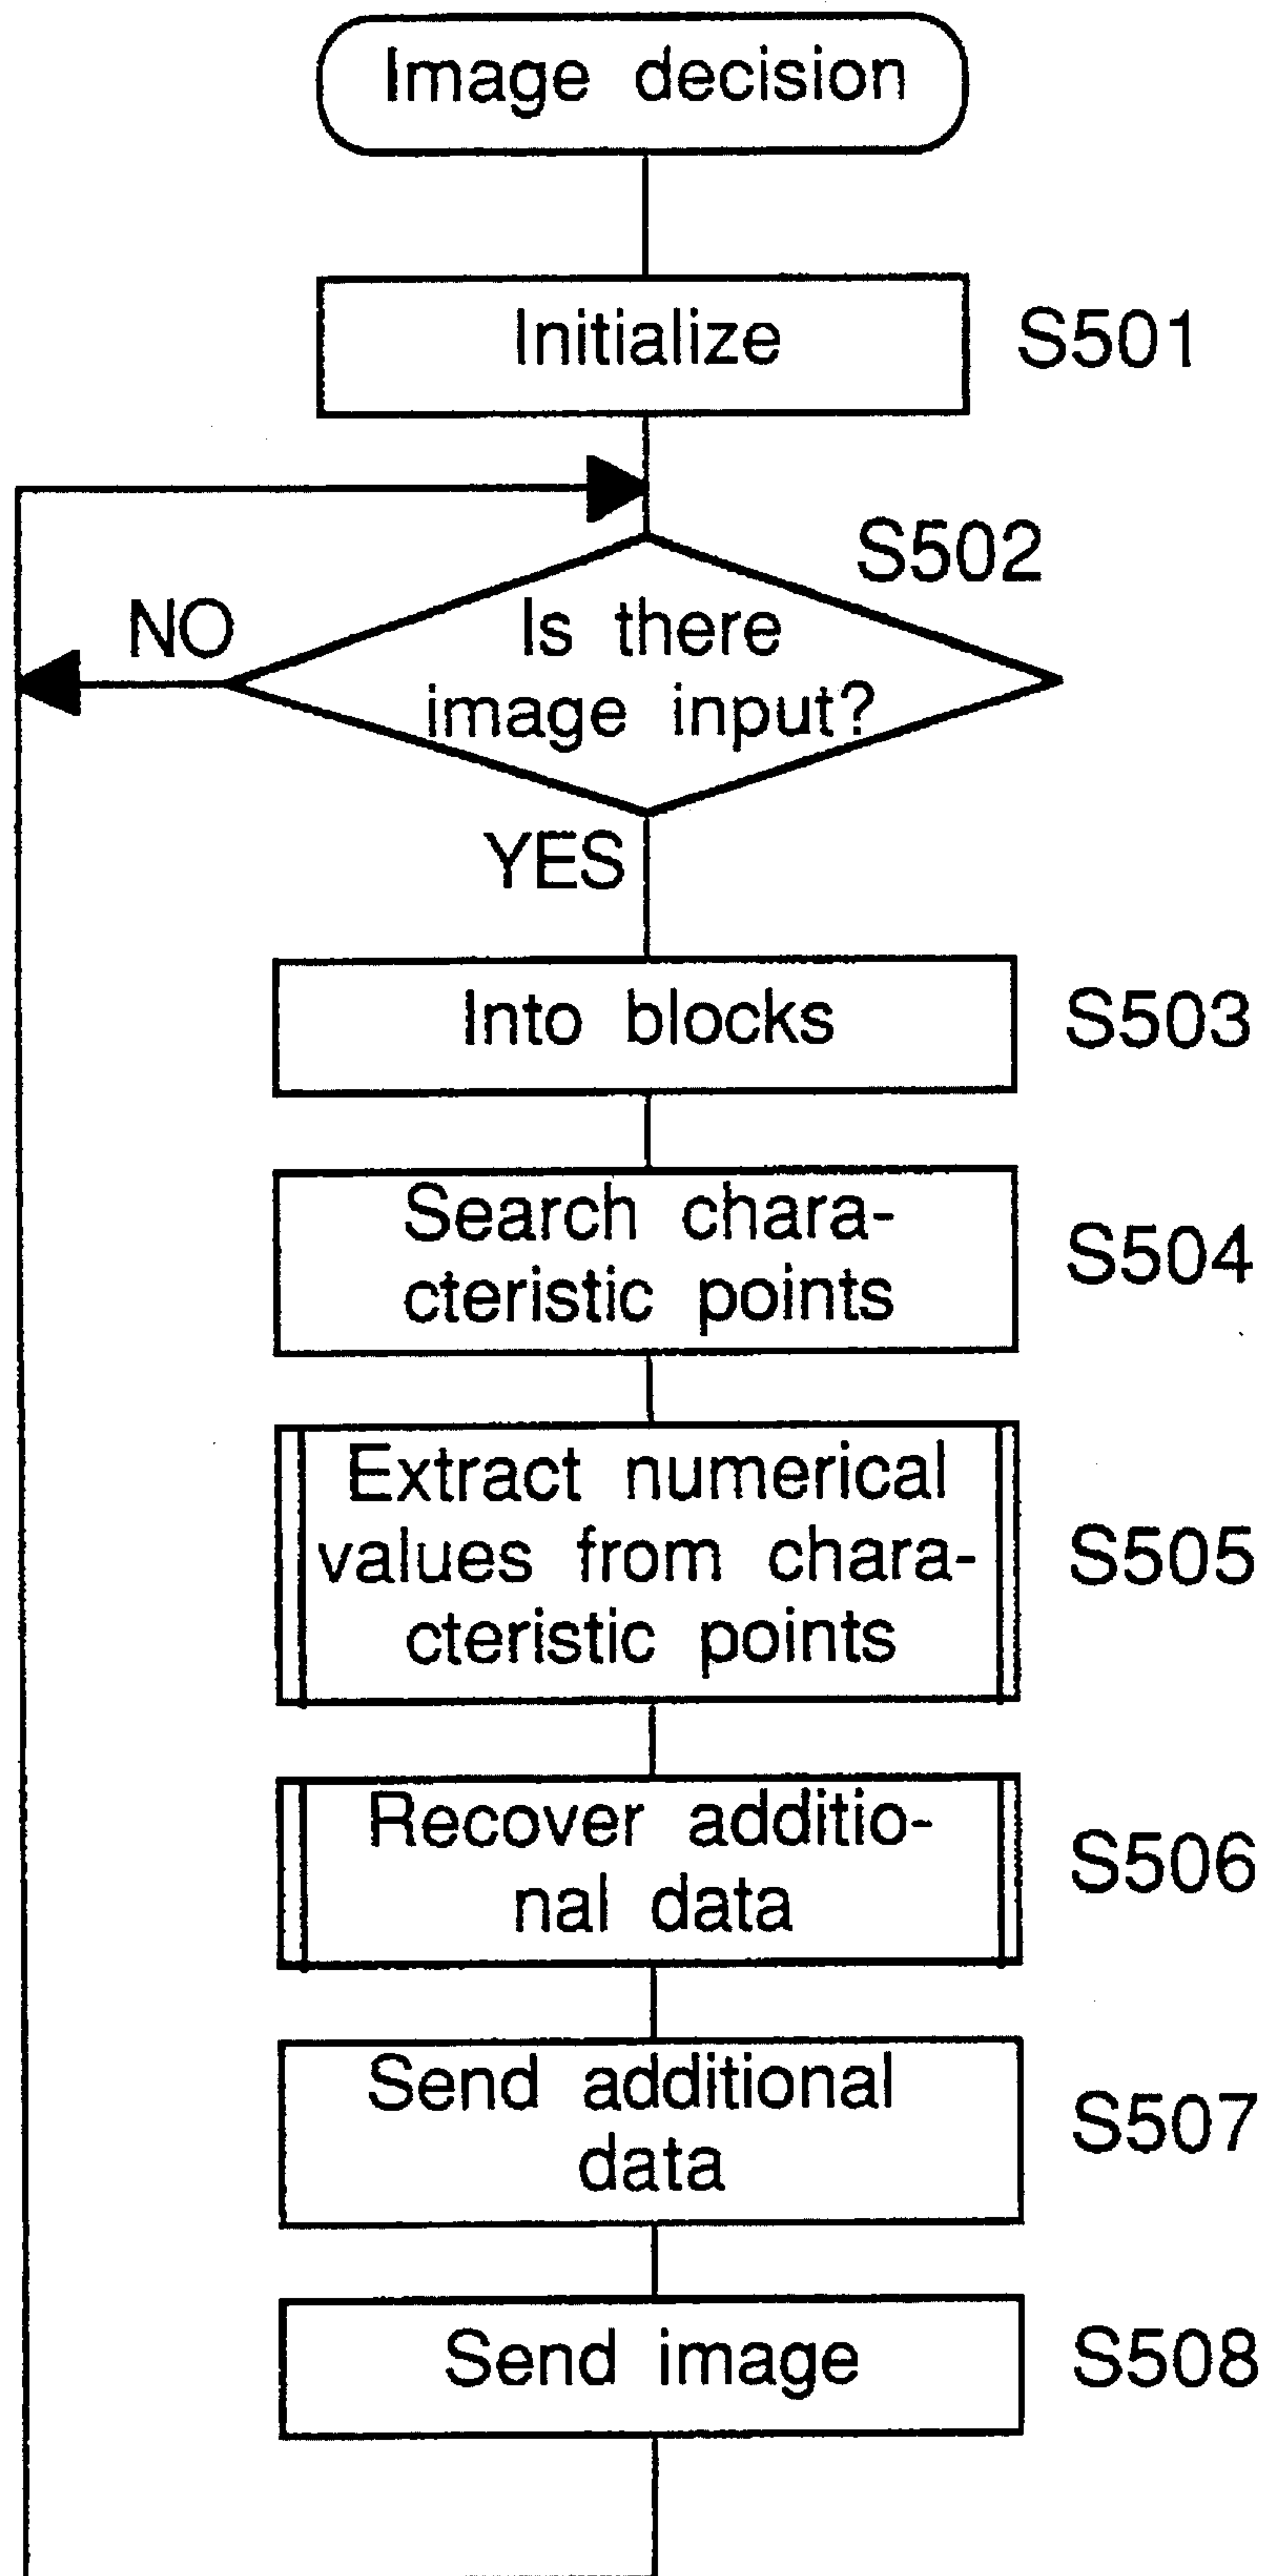 Image decision
Initialize
S501
S502
Is there
image input?
NO
YES
Into blocks
S503
Search chara-
cteristic points
S504
Extract numerical
values from chara-
cteristic points
S505
Recover additio-
nal data
S506
Send additional
data
S507
Send image
S508